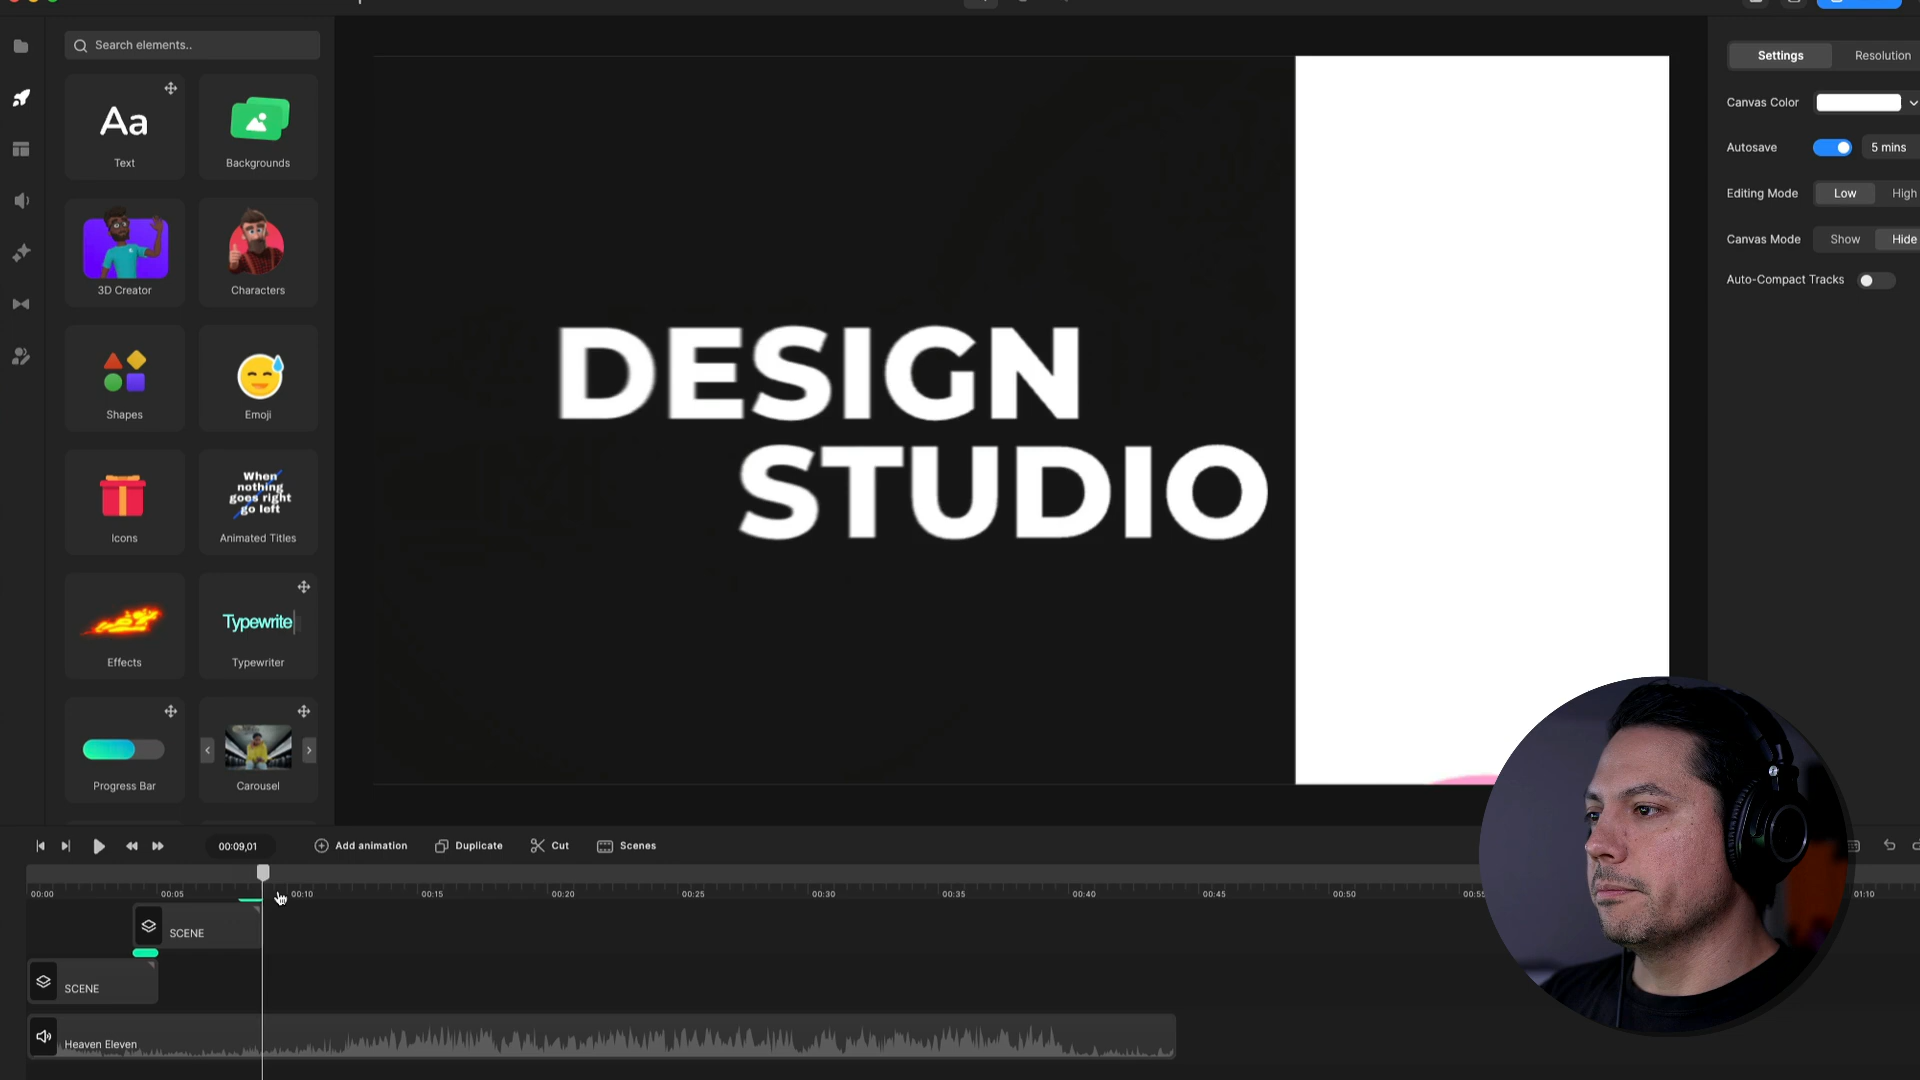 Search elements..
Settings
Resolution
Aa
Text
Backgrounds
Canvas Color
Autosave
5 mins
Editing Mode
Low
High
Canvas Mode
Show
Hide
Auto-Compact Tracks
3D Creator
Characters
Shapes
Emoji
DESIGN
STUDIO
When
nothing
goes right
go left
Icons
Animated Titles
Typewrite
Effects
Typewriter
Progress Bar
Carousel
00:09,01
Add animation
Duplicate
Cut
Scenes
00:00
00:05
00:10
00:15
00:20
00:25
00:30
00:35
00:40
00:45
00:50
01:10
SCENE
SCENE
Heaven Eleven